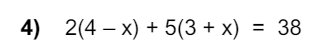 4) 2(4 – x) + 5(3 + x) = 38